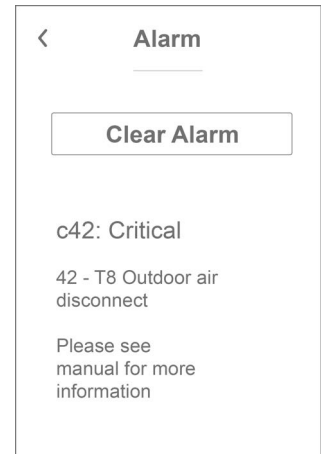 Alarm
Clear Alarm
c42: Critical
42 - T8 Outdoor air
disconnect
Please see
manual for more
information